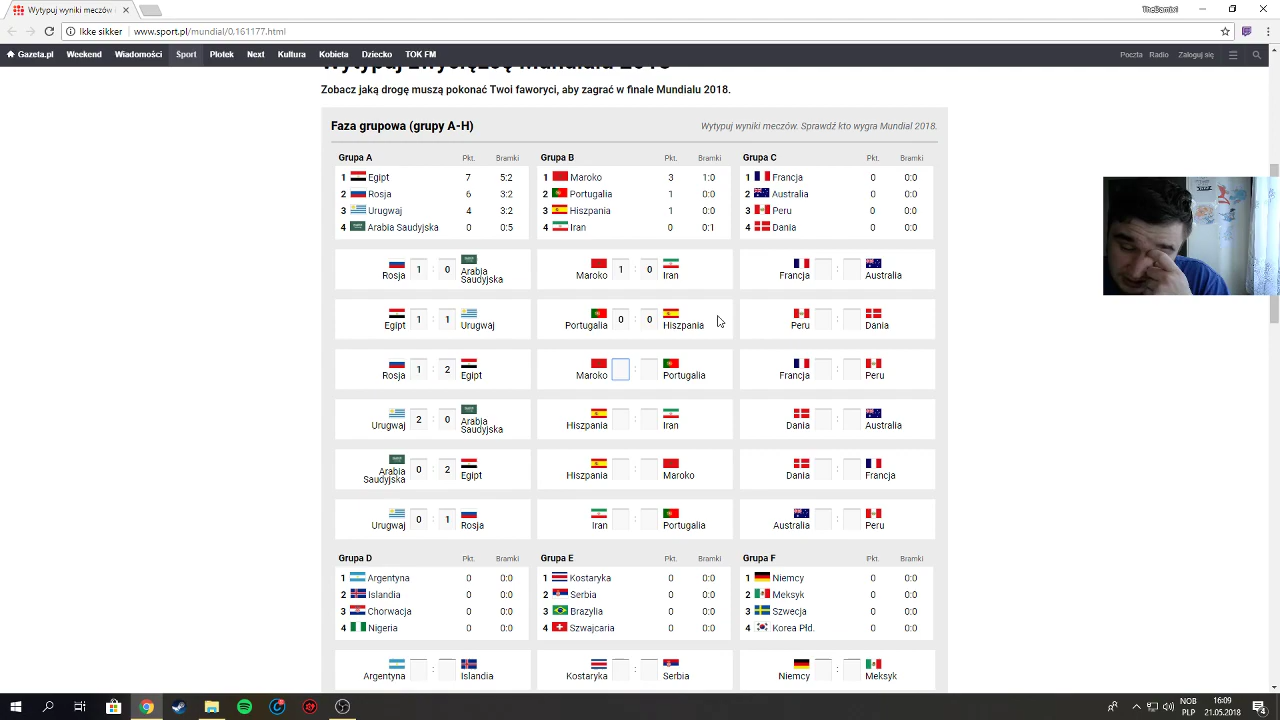 Wytypuj wyniki meczów
TheDomixi
Ikke sikker | www.sport.pl/mundial/0,161177.html
Gazeta.pl Weekend Wiadomości Sport Plotek Next Kultura Kobieta Dziecko TOK FM Poczta Radio Zaloguj się
Zobacz jaką drogę muszą pokonać Twoi faworyci, aby zagrać w finale Mundialu 2018.
Faza grupowa (grupy A-H) Wytypuj wyniki meczów. Sprawdź kto wygra Mundial 2018.
Grupa A Pkt. Bramki
1 Egipt 7 5:2
2 Rosja 6 3:2
3 Urugwaj 4 3:2
4 Arabia Saudyjska 0 0:5
Rosja 1 : 0 Arabia Saudyjska
Egipt 1 : 1 Urugwaj
Rosja 1 : 2 Egipt
Urugwaj 2 : 0 Arabia Saudyjska
Arabia Saudyjska 0 : 2 Egipt
Urugwaj 0 : 1 Rosja
Grupa B Pkt. Bramki
1 Maroko 3 1:0
2 Portugalia 1 0:0
3 Hiszpania 1 0:0
4 Iran 0 0:1
Maroko 1 : 0 Iran
Portugalia 0 : 0 Hiszpania
Maroko : Portugalia
Hiszpania : Iran
Hiszpania : Maroko
Iran : Portugalia
Grupa C Pkt. Bramki
1 Francja 0 0:0
2 Australia 0 0:0
3 Peru 0 0:0
4 Dania 0 0:0
Francja : Australia
Peru : Dania
Francja : Peru
Dania : Australia
Dania : Francja
Australia : Peru
Grupa D Pkt. Bramki
1 Argentyna 0 0:0
2 Islandia 0 0:0
3 Chorwacja 0 0:0
4 Nigeria 0 0:0
Argentyna : Islandia
Grupa E Pkt. Bramki
1 Kostaryka 0 0:0
2 Serbia 0 0:0
3 Brazylia 0 0:0
4 Szwajcaria 0 0:0
Kostaryka : Serbia
Grupa F Pkt. Bramki
1 Niemcy 0 0:0
2 Meksyk 0 0:0
3 Szwecja 0 0:0
4 Korea Płd. 0 0:0
Niemcy : Meksyk
NOB
PLP
16:09
21.05.2018
4